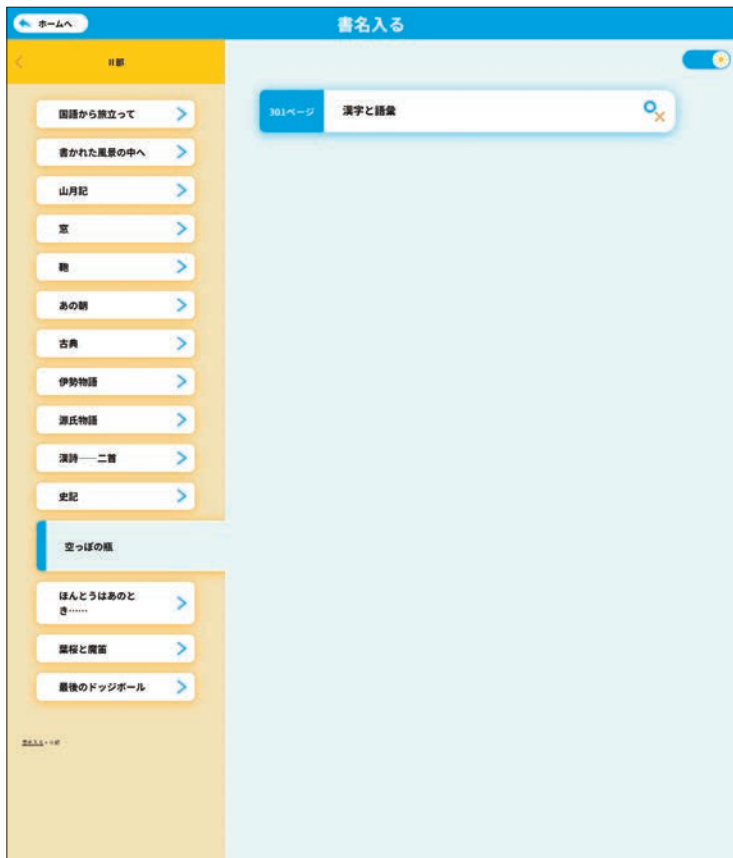 ホームへ
書名入る
II部
国語から旅立って
書かれた風景の中へ
山月記
窓
鞄
あの朝
古典
伊勢物語
源氏物語
漢詩──二首
史記
空っぽの瓶
ほんとうはあのと
き……
葉桜と魔笛
最後のドッジボール
書名入る
301ページ
漢字と語彙